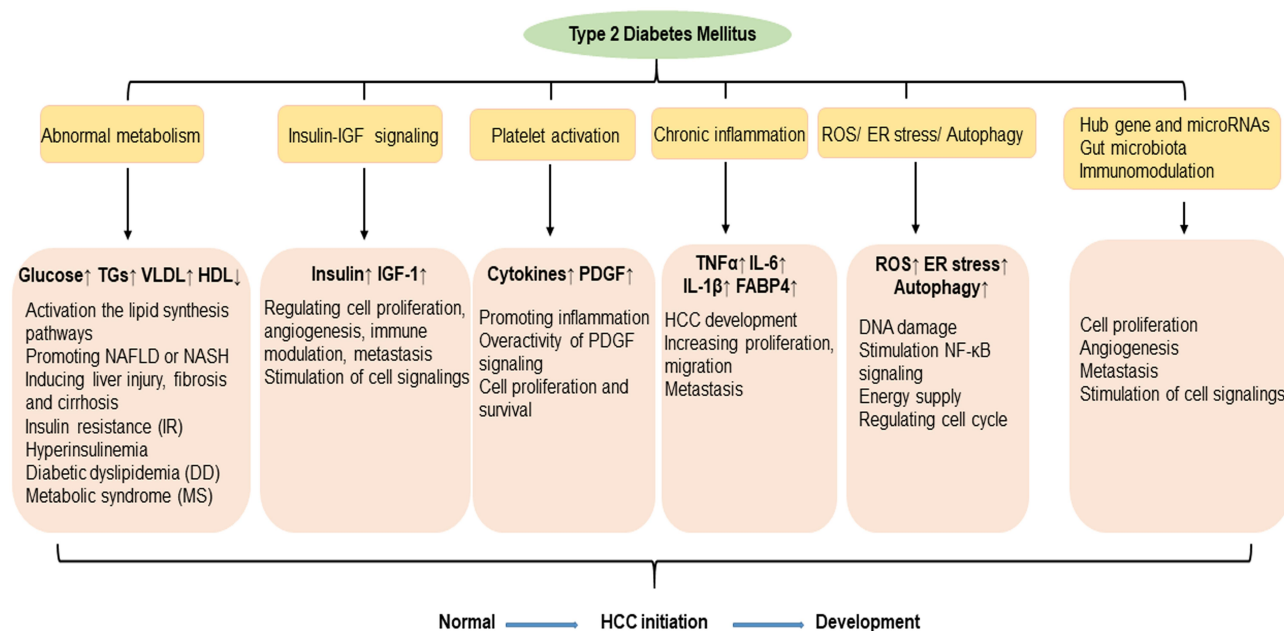 Type 2 Diabetes Mellitus
Abnormal metabolism
Insulin-IGF signaling
Platelet activation
Chronic inflammation
ROS/ ER stress/ Autophagy
Hub gene and microRNAs
Gut microbiota
Immunomodulation
Glucose↑ TGs↑ VLDL↑ HDL↓
Activation the lipid synthesis
pathways
Promoting NAFLD or NASH
Inducing liver injury, fibrosis
and cirrhosis
Insulin resistance (IR)
Hyperinsulinemia
Diabetic dyslipidemia (DD)
Metabolic syndrome (MS)
Insulin↑ IGF-1↑
Regulating cell proliferation,
angiogenesis, immune
modulation, metastasis
Stimulation of cell signalings
Cytokines↑ PDGF↑
Promoting inflammation
Overactivity of PDGF
signaling
Cell proliferation and
survival
TNFα↑ IL-6↑
IL-1β↑ FABP4↑
HCC development
Increasing proliferation,
migration
Metastasis
ROS↑ ER stress↑
Autophagy↑
DNA damage
Stimulation NF-κB
signaling
Energy supply
Regulating cell cycle
Cell proliferation
Angiogenesis
Metastasis
Stimulation of cell signalings
Normal
HCC initiation
Development